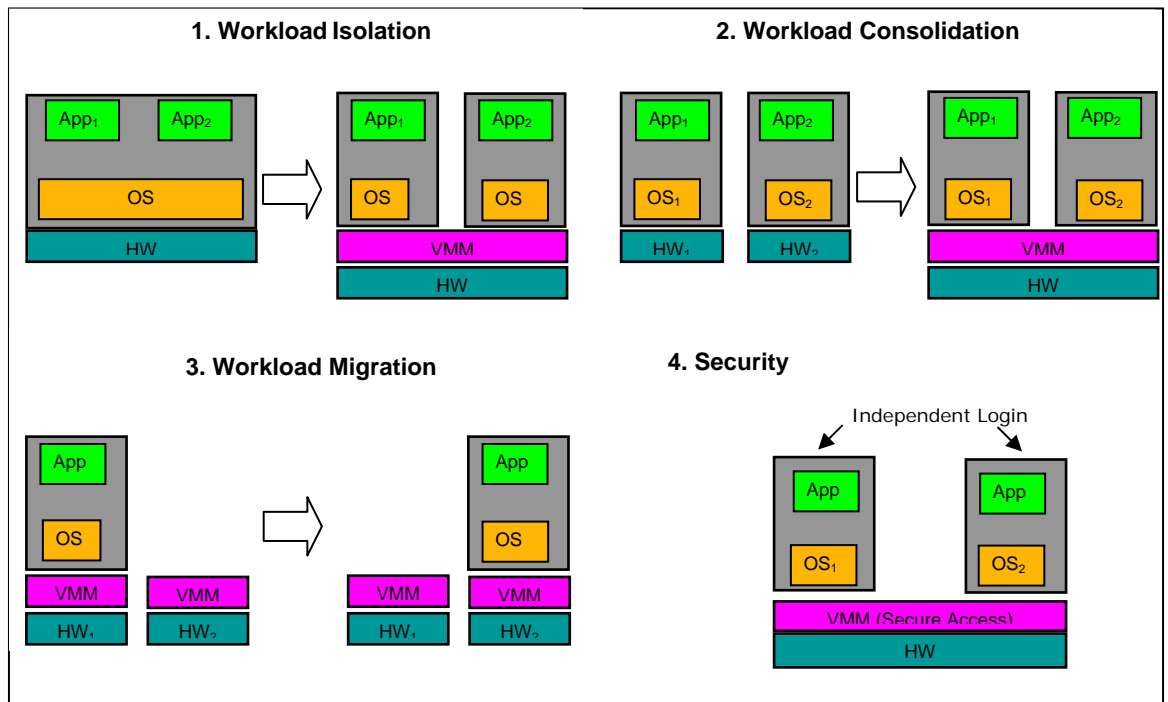 1. Workload Isolation
App₁ App₂
OS
HW
App₁ App₂
OS OS
VMM
HW
2. Workload Consolidation
App₁ App₂
OS₁ OS₂
HW₁ HW₂
App₁ App₂
OS₁ OS₂
VMM
HW
3. Workload Migration
App
OS
VMM VMM
HW₁ HW₂
App
OS
VMM VMM
HW₁ HW₂
4. Security
Independent Login
App App
OS₁ OS₂
VMM (Secure Access)
HW